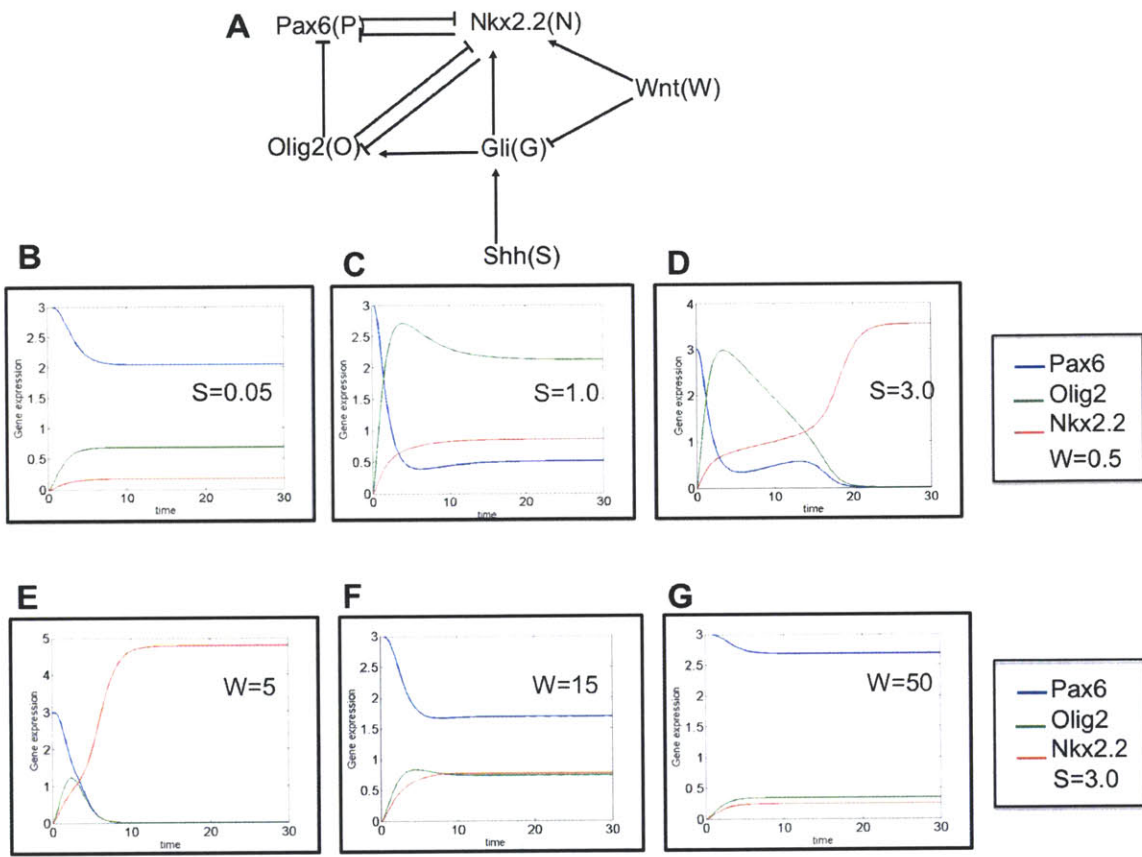 A
Pax6(P) Nkx2.2(N)
Wnt(W)
Olig2(O) Gli(G)
Shh(S)
B
Gene expression
3
2.5
2
1.5
1
0.5
0
S=0.05
0 10 20 30
time
C
Gene expression
3
2.5
2
1.5
1
0.5
0
S=1.0
0 10 20 30
time
D
Gene expression
4
3
2
1
0
S=3.0
0 10 20 30
time
Pax6
Olig2
Nkx2.2
W=0.5
E
Gene expression
5
4
3
2
1
0
W=5
0 10 20 30
time
F
Gene expression
3
2.5
2
1.5
1
0.5
0
W=15
0 10 20 30
time
G
Gene expression
3
2.5
2
1.5
1
0.5
0
W=50
0 10 20 30
time
Pax6
Olig2
Nkx2.2
S=3.0